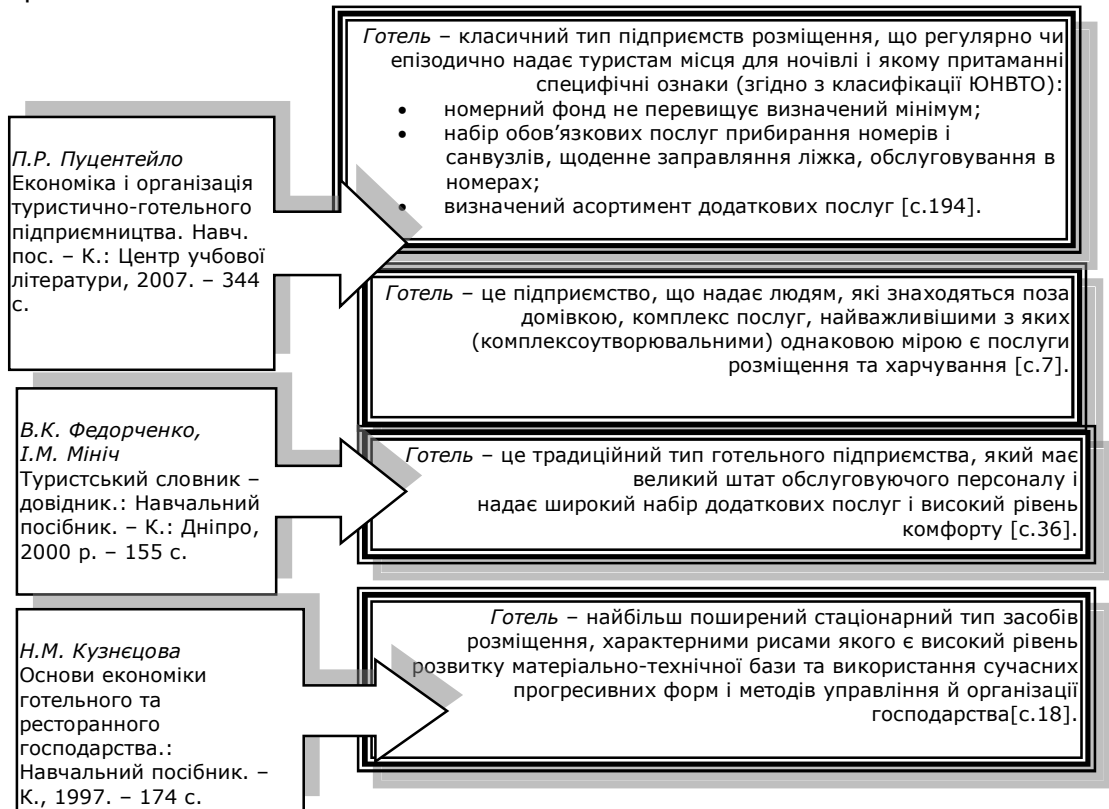 Готель – класичний тип підприємств розміщення, що регулярно чи
епізодично надає туристам місця для ночівлі і якому притаманні
специфічні ознаки (згідно з класифікації ЮНВТО):
• номерний фонд не перевищує визначений мінімум;
• набір обов’язкових послуг прибирання номерів і
санвузлів, щоденне заправляння ліжка, обслуговування в
номерах;
• визначений асортимент додаткових послуг [с.194].
П.Р. Пуцентейло
Економіка і організація
туристично-готельного
підприємництва. Навч.
пос. – К.: Центр учбової
літератури, 2007. – 344
с.
Готель – це підприємство, що надає людям, які знаходяться поза
домівкою, комплекс послуг, найважливішими з яких
(комплексоутворювальними) однаковою мірою є послуги
розміщення та харчування [с.7].
В.К. Федорченко,
І.М. Мініч
Туристський словник –
довідник.: Навчальний
посібник. – К.: Дніпро,
2000 р. – 155 с.
Готель – це традиційний тип готельного підприємства, який має
великий штат обслуговуючого персоналу і
надає широкий набір додаткових послуг і високий рівень
комфорту [с.36].
Н.М. Кузнєцова
Основи економіки
готельного та
ресторанного
господарства.:
Навчальний посібник. –
К., 1997. – 174 с.
Готель – найбільш поширений стаціонарний тип засобів
розміщення, характерними рисами якого є високий рівень
розвитку матеріально-технічної бази та використання сучасних
прогресивних форм і методів управління й організації
господарства[с.18].